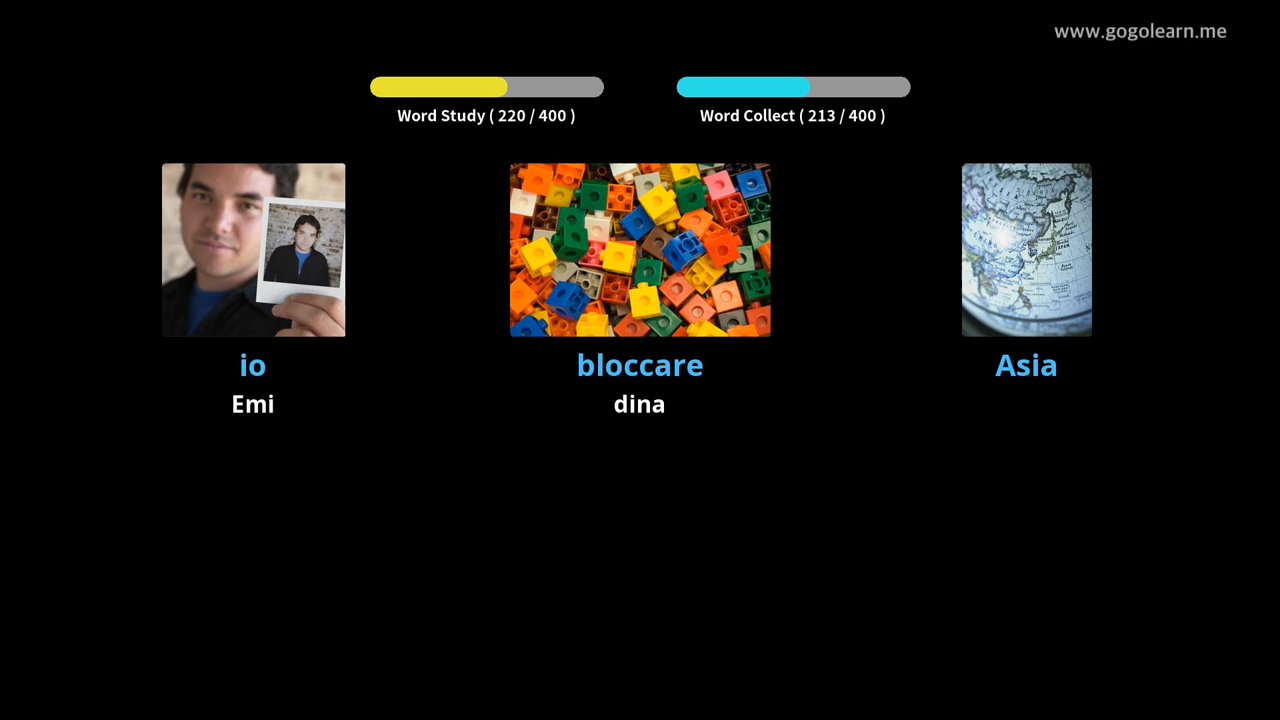 www.gogolearn.me
Word Study ( 220 / 400 )
Word Collect ( 213 / 400 )
io
bloccare
Asia
Emi
dina